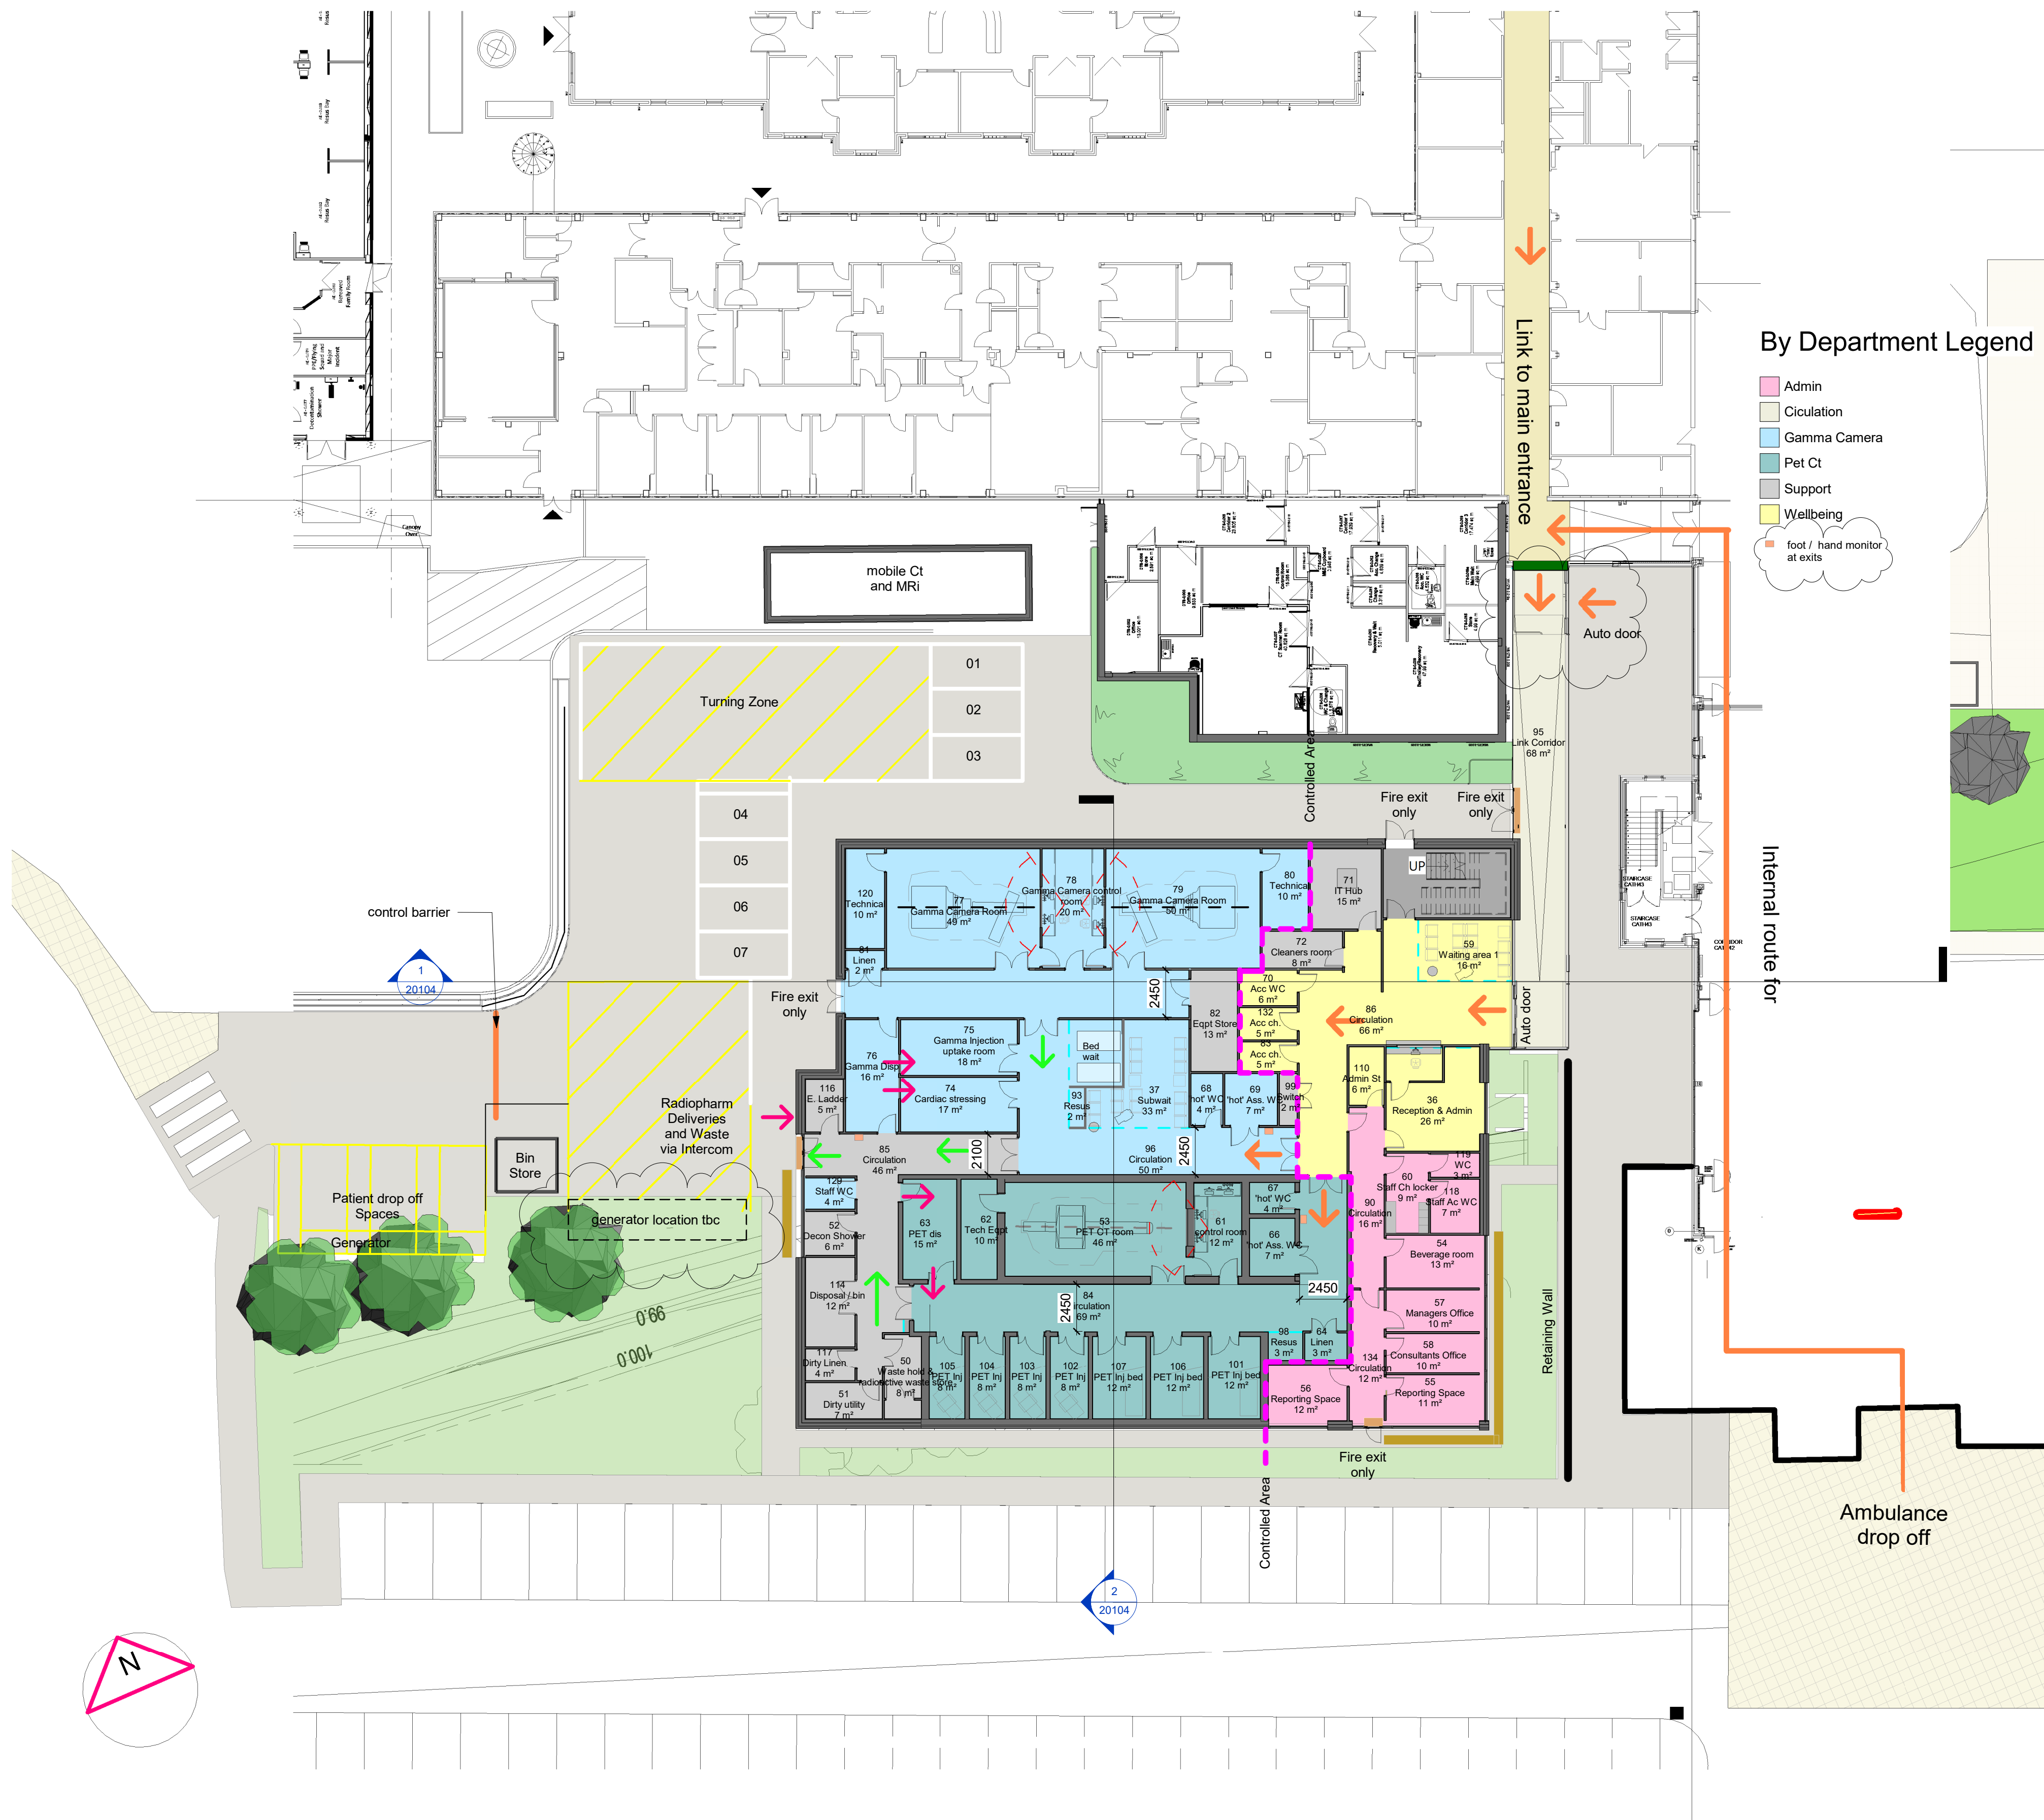 Link to main entrance
By Department Legend
Admin
Ciculation
Gamma Camera
Pet Ct
Support
Wellbeing
foot / hand monitor
at exits
mobile Ct
and MRi
Canopy
Over
Auto door
Turning Zone
01
02
03
04
05
06
07
95
Link Corridor
68 m²
Controlled Area
Fire exit
only
Fire exit
only
Internal route for
STAIRCASE
CATH43
STAIRCASE
CATH43
control barrier
1
20104
Fire exit
only
120
Technical
10 m²
77
Gamma Camera Room
49 m²
78
Gamma Camera control
room
20 m²
79
Gamma Camera Room
50 m²
80
Technical
10 m²
71
IT Hub
15 m²
UP
72
Cleaners room
8 m²
59
Waiting area 1
16 m²
81
Linen
2 m²
2450
82
Eqpt Store
13 m²
70
Acc WC
6 m²
132
Acc ch.
5 m²
83
Acc ch.
5 m²
86
Circulation
66 m²
Auto door
76
Gamma Disp
16 m²
75
Gamma Injection
uptake room
18 m²
74
Cardiac stressing
17 m²
Bed
wait
93
Resus
2 m²
37
Subwait
33 m²
68
'hot' WC
4 m²
69
'hot' Ass. W
7 m²
99
Switch
2 m²
110
Admin St
6 m²
36
Reception & Admin
26 m²
116
E. Ladder
5 m²
Radiopharm
Deliveries
and Waste
via Intercom
Bin
Store
Patient drop off
Spaces
Generator
generator location tbc
99.0
100.0
85
Circulation
46 m²
2100
96
Circulation
50 m²
2450
129
Staff WC
4 m²
52
Decon Shower
6 m²
63
PET dis
15 m²
62
Tech Eqpt
10 m²
53
PET CT room
46 m²
61
control room
12 m²
67
'hot' WC
4 m²
66
'hot' Ass. WC
7 m²
90
Circulation
16 m²
60
Staff Ch locker
9 m²
119
WC
3 m²
118
Staff Ac WC
7 m²
54
Beverage room
13 m²
57
Managers Office
10 m²
58
Consultants Office
10 m²
55
Reporting Space
11 m²
134
Circulation
12 m²
56
Reporting Space
12 m²
114
Disposal / bin
12 m²
117
Dirty Linen
4 m²
51
Dirty utility
7 m²
50
Waste hold &
radioactive waste store
8 m²
84
irculation
69 m²
2450
2450
98
Resus
3 m²
64
Linen
3 m²
105
PET Inj
8 m²
104
PET Inj
8 m²
103
PET Inj
8 m²
102
PET Inj
8 m²
107
PET Inj bed
12 m²
106
PET Inj bed
12 m²
101
PET Inj bed
12 m²
Retaining Wall
Fire exit
only
Controlled Area
Ambulance
drop off
2
20104
N